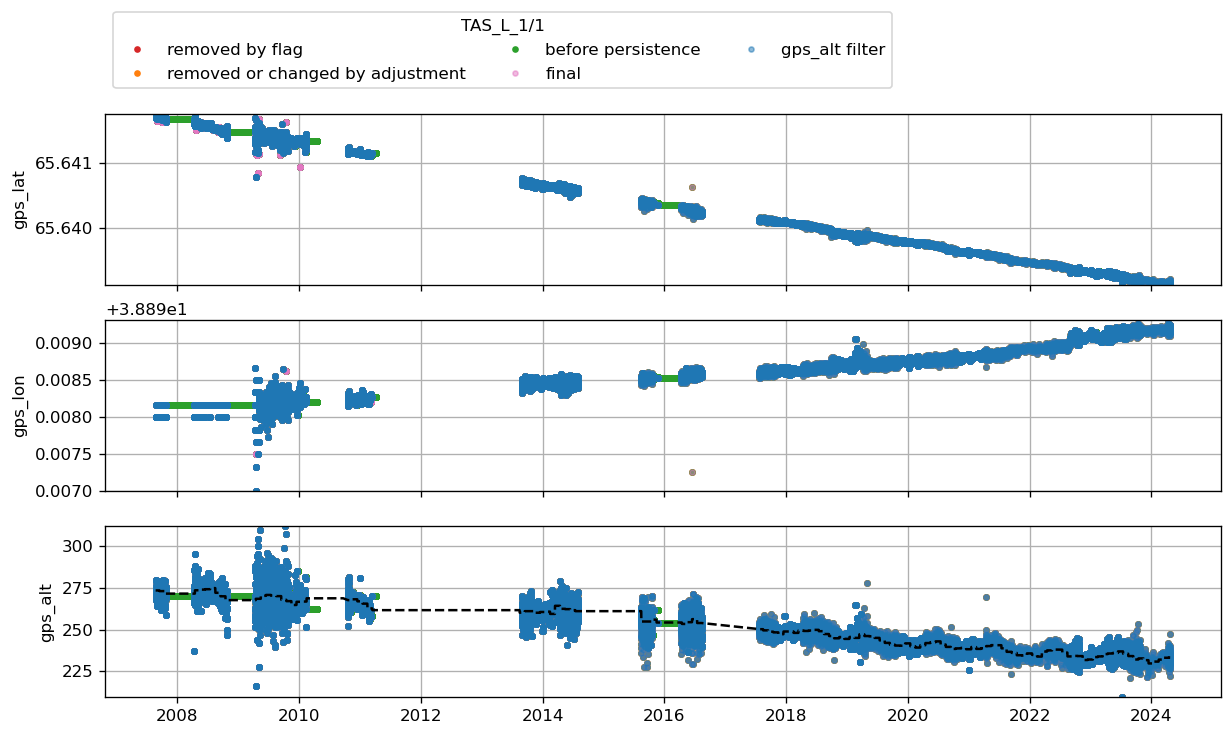 TAS_L_1/1
removed by flag
removed or changed by adjustment
before persistence
final
gps_alt filter
gps_lat
65.641
65.640
+3.889e1
gps_lon
0.0090
0.0085
0.0080
0.0075
0.0070
gps_alt
300
275
250
225
2008 2010 2012 2014 2016 2018 2020 2022 2024